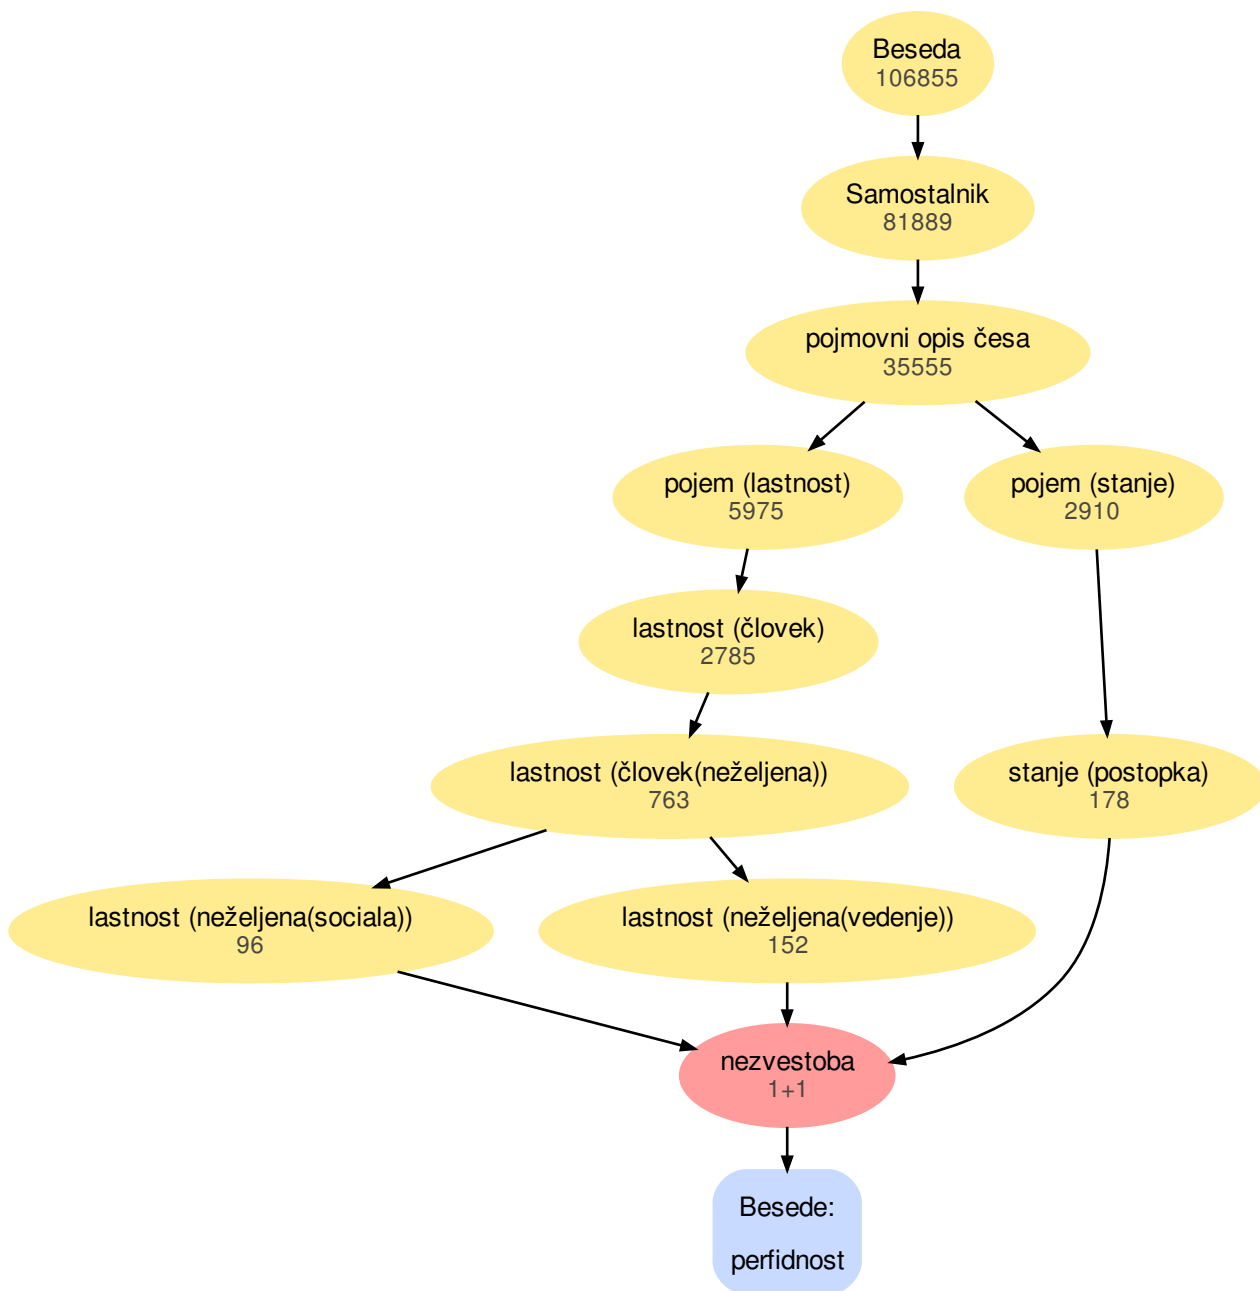 Beseda
106855
Samostalnik
81889
pojmovni opis česa
35555
pojem (lastnost)
5975
pojem (stanje)
2910
lastnost (človek)
2785
lastnost (človek(neželjena))
763
stanje (postopka)
178
lastnost (neželjena(sociala))
96
lastnost (neželjena(vedenje))
152
nezvestoba
1+1
Besede:
perfidnost